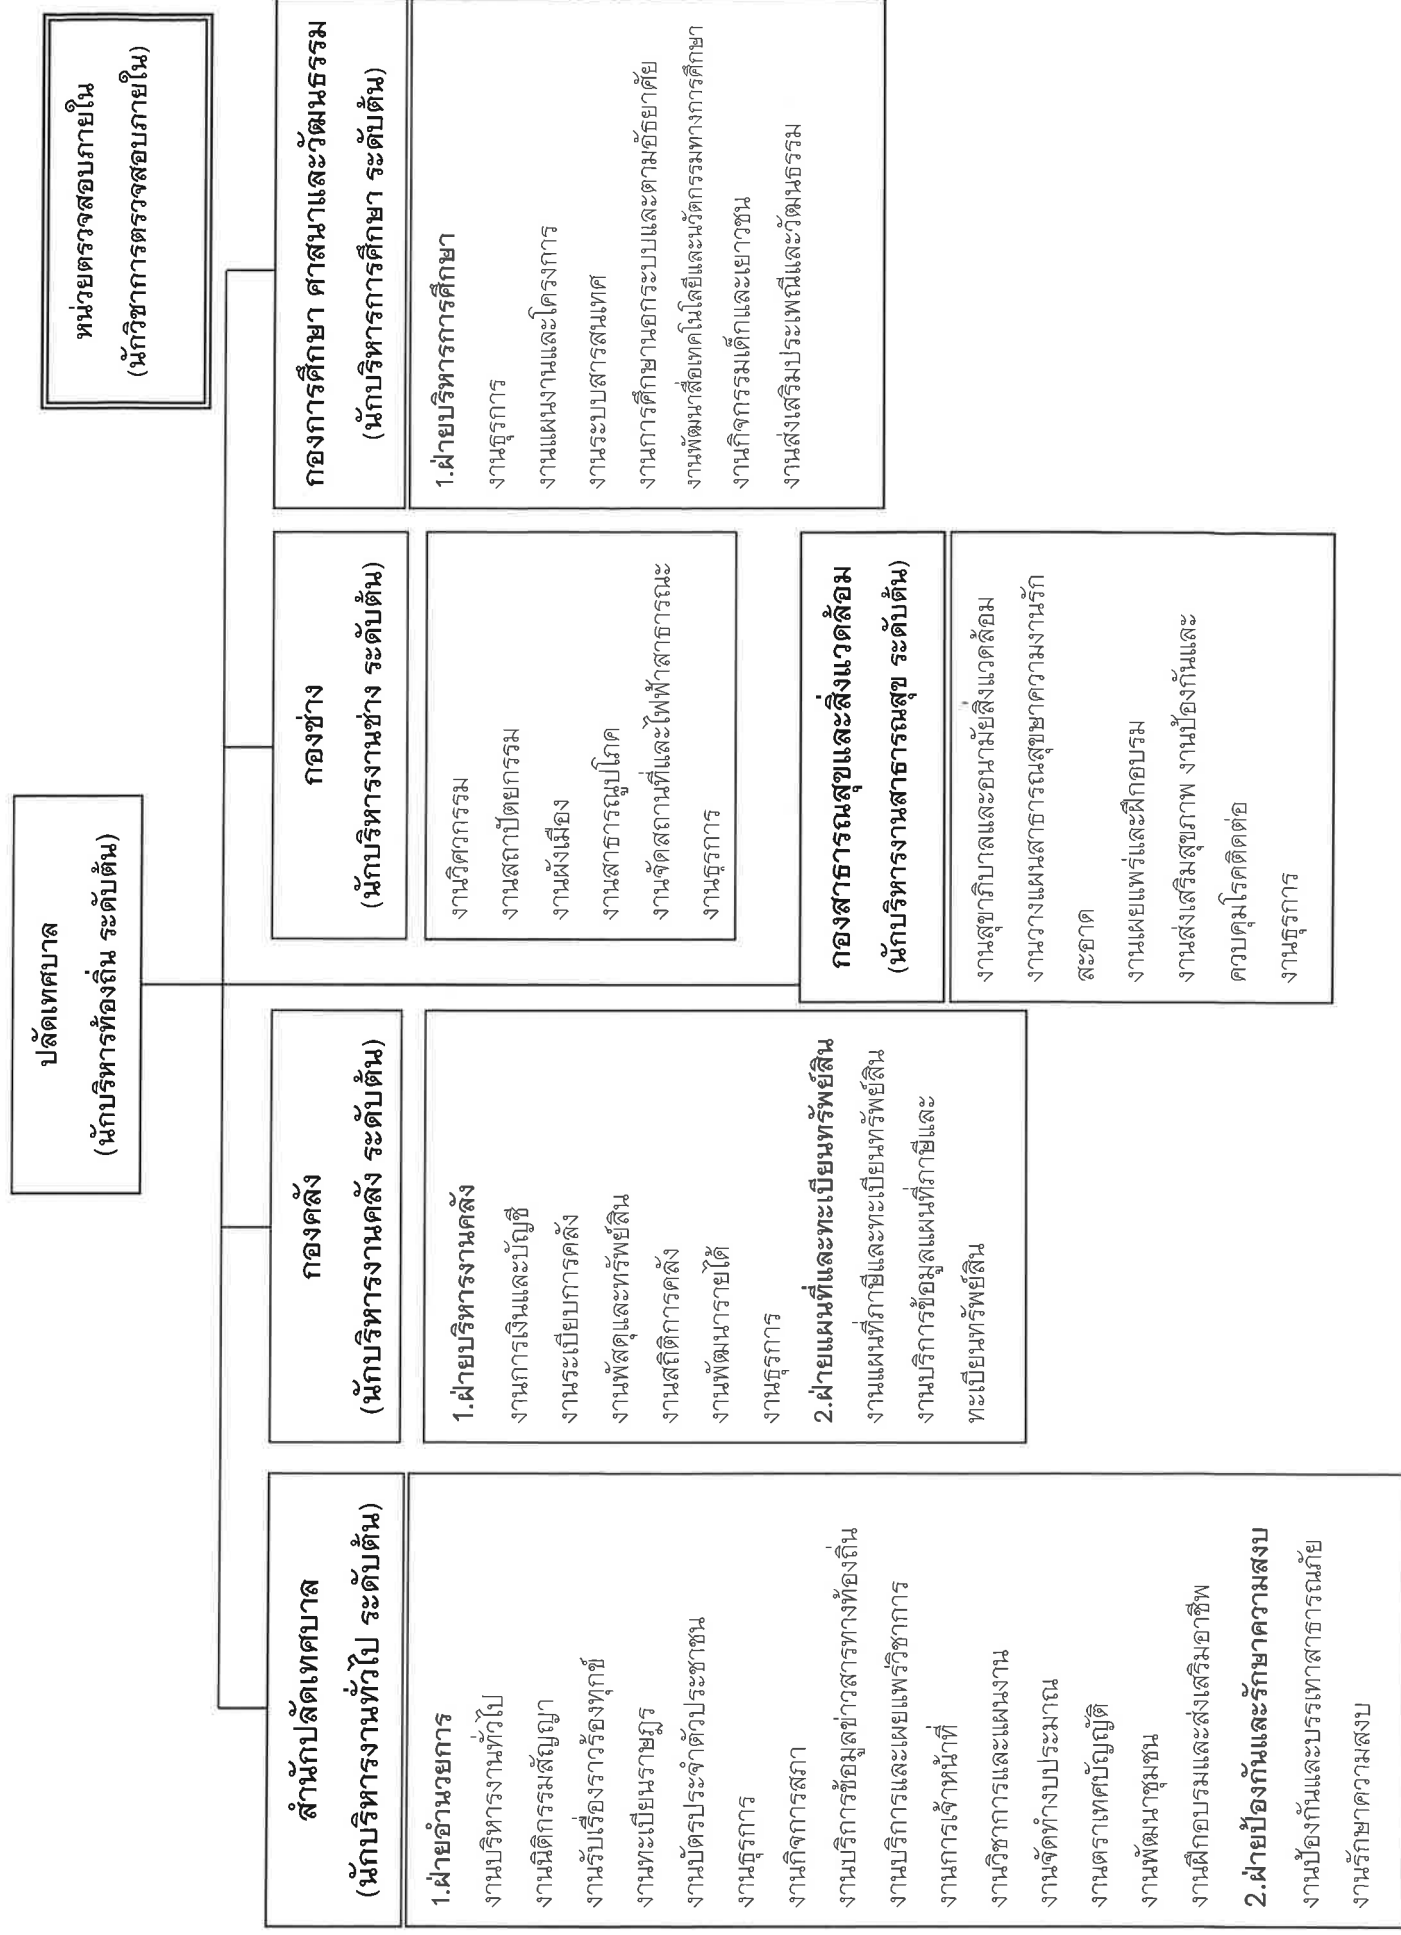 ปลัดเทศบาล
(นักบริหารท้องถิ่น ระดับต้น)
หน่วยตรวจสอบภายใน
(นักวิชาการตรวจสอบภายใน)
สำนักปลัดเทศบาล
(นักบริหารงานทั่วไป ระดับต้น)
1.ฝ่ายอำนวยการ
งานบริหารงานทั่วไป
งานนิติกรรมสัญญา
งานรับเรื่องราวร้องทุกข์
งานทะเบียนราษฎร
งานบัตรประจำตัวประชาชน
งานธุรการ
งานกิจการสภา
งานบริการข้อมูลข่าวสารทางท้องถิ่น
งานบริการและเผยแพร่วิชาการ
งานการเจ้าหน้าที่
งานวิชาการและแผนงาน
งานจัดทำงบประมาณ
งานตราเทศบัญญัติ
งานพัฒนาชุมชน
งานฝึกอบรมและส่งเสริมอาชีพ
2.ฝ่ายป้องกันและรักษาความสงบ
งานป้องกันและบรรเทาสาธารณภัย
งานรักษาความสงบ
กองคลัง
(นักบริหารงานคลัง ระดับต้น)
1.ฝ่ายบริหารงานคลัง
งานการเงินและบัญชี
งานระเบียบการคลัง
งานพัสดุและทรัพย์สิน
งานสถิติการคลัง
งานพัฒนารายได้
งานธุรการ
2.ฝ่ายแผนที่และทะเบียนทรัพย์สิน
งานแผนที่ภาษีและทะเบียนทรัพย์สิน
งานบริการข้อมูลแผนที่ภาษีและ
ทะเบียนทรัพย์สิน
กองช่าง
(นักบริหารงานช่าง ระดับต้น)
งานวิศวกรรม
งานสถาปัตยกรรม
งานผังเมือง
งานสาธารณูปโภค
งานจัดสถานที่และไฟฟ้าสาธารณะ
งานธุรการ
กองสาธารณสุขและสิ่งแวดล้อม
(นักบริหารงานสาธารณสุข ระดับต้น)
งานสุขาภิบาลและอนามัยสิ่งแวดล้อม
งานวางแผนสาธารณสุขษาความงานรัก
สะอาด
งานเผยแพร่และฝึกอบรม
งานส่งเสริมสุขภาพ งานป้องกันและ
ควบคุมโรคติดต่อ
งานธุรการ
กองการศึกษา ศาสนาและวัฒนธรรม
(นักบริหารการศึกษา ระดับต้น)
1.ฝ่ายบริหารการศึกษา
งานธุรการ
งานแผนงานและโครงการ
งานระบบสารสนเทศ
งานการศึกษานอกระบบและตามอัธยาศัย
งานพัฒนาสื่อเทคโนโลยีและนวัตกรรมทางการศึกษา
งานกิจกรรมเด็กและเยาวชน
งานส่งเสริมประเพณีและวัฒนธรรม